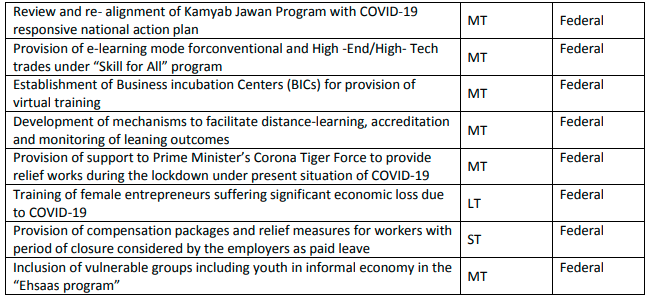 Review and re- alignment of Kamyab Jawan Program with COVID-19 MT Federal
responsive national action plan
Provision of e-learning mode forconventional and High -End/High- Tech MT Federal
trades under “Skill for All” program
Establishment of Business incubation Centers (BICs) for provision of MT Federal
virtual training
Development of mechanisms to facilitate distance-learning, accreditation MT Federal
and monitoring of leaning outcomes
Provision of support to Prime Minister’s Corona Tiger Force to provide MT Federal
relief works during the lockdown under present situation of COVID-19
Training of female entrepreneurs suffering significant economic loss due LT Federal
to COVID-19
Provision of compensation packages and relief measures for workers with ST Federal
period of closure considered by the employers as paid leave
Inclusion of vulnerable groups including youth in informal economy in the MT Federal
“Ehsaas program”